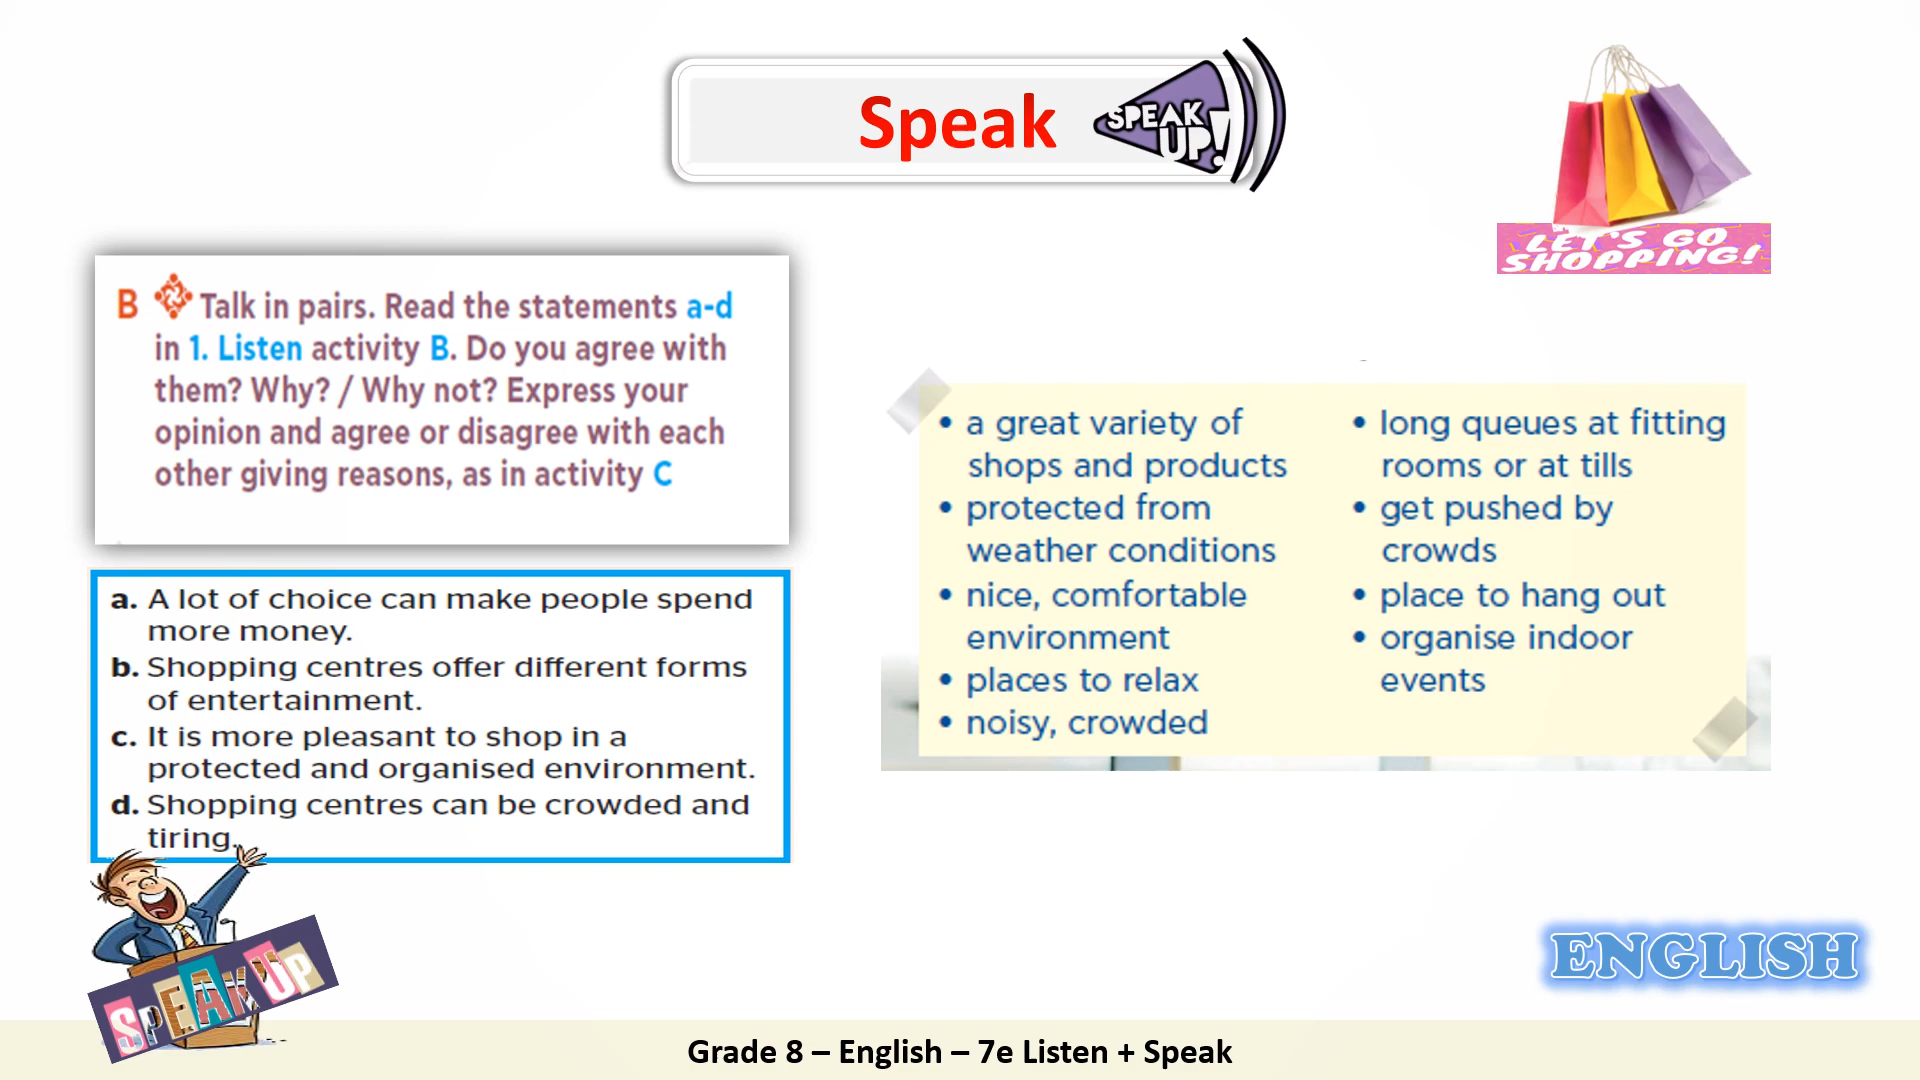 Speak
SPEAK
UP!
LET'S GO
SHOPPING!
B Talk in pairs. Read the statements a-d
in 1. Listen activity B. Do you agree with
them? Why? / Why not? Express your
opinion and agree or disagree with each
other giving reasons, as in activity C
a. A lot of choice can make people spend
more money.
b. Shopping centres offer different forms
of entertainment.
c. It is more pleasant to shop in a
protected and organised environment.
d. Shopping centres can be crowded and
tiring.
• a great variety of
shops and products
• protected from
weather conditions
• nice, comfortable
environment
• places to relax
• noisy, crowded
• long queues at fitting
rooms or at tills
• get pushed by
crowds
• place to hang out
• organise indoor
events
SPEAK UP
ENGLISH
Grade 8 – English – 7e Listen + Speak